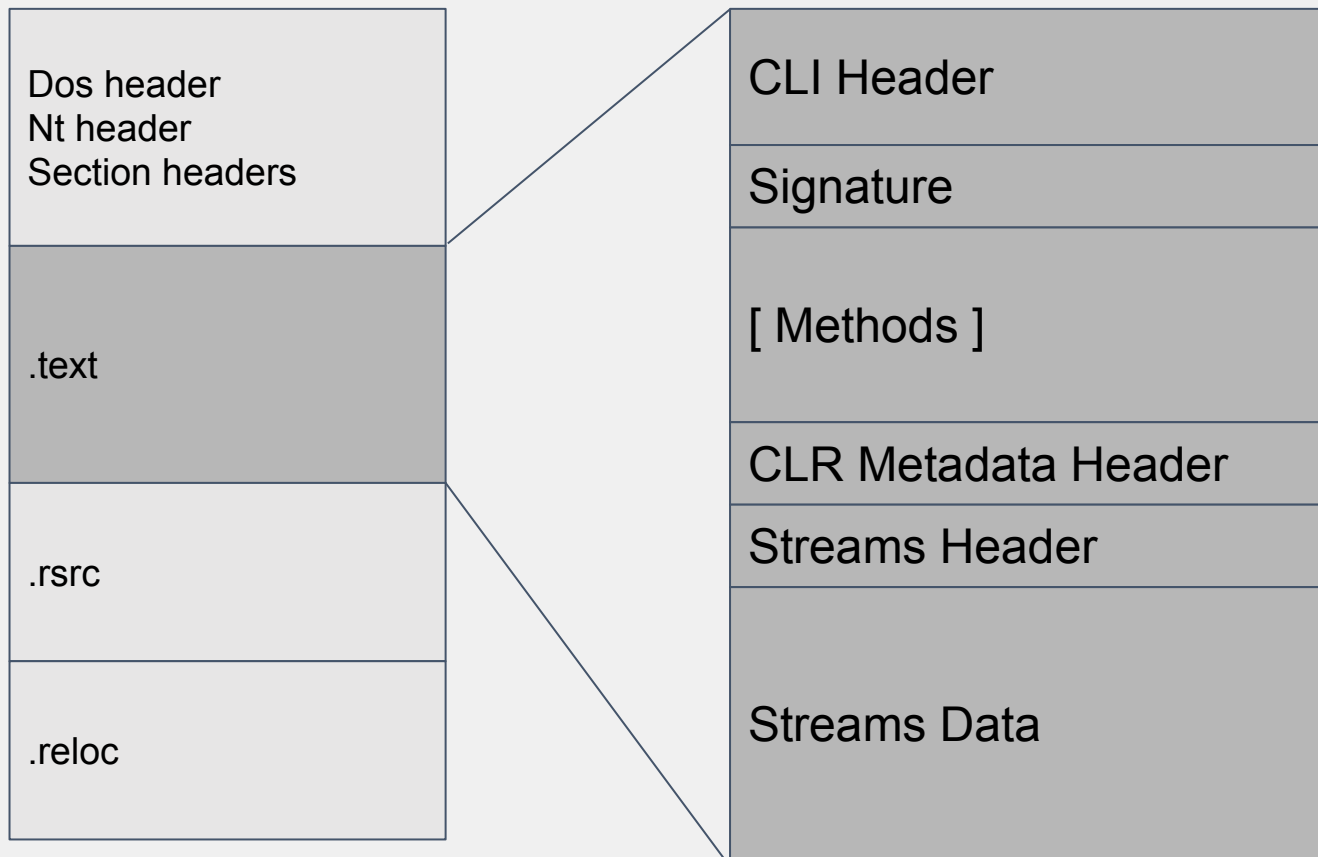 Dos header
Nt header
Section headers
.text
.rsrc
.reloc
CLI Header
Signature
[ Methods ]
CLR Metadata Header
Streams Header
Streams Data